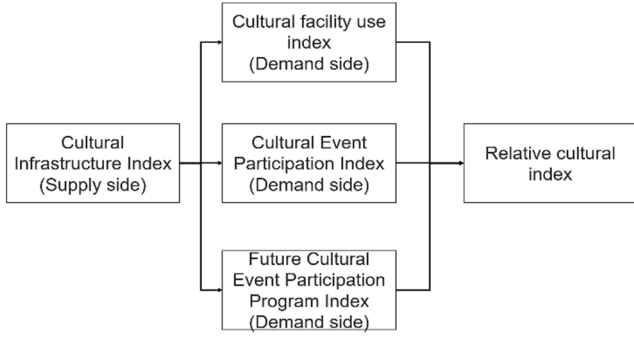 Cultural facility use
index
(Demand side)
Cultural
Infrastructure Index
(Supply side)
Cultural Event
Participation Index
(Demand side)
Relative cultural
index
Future Cultural
Event Participation
Program Index
(Demand side)